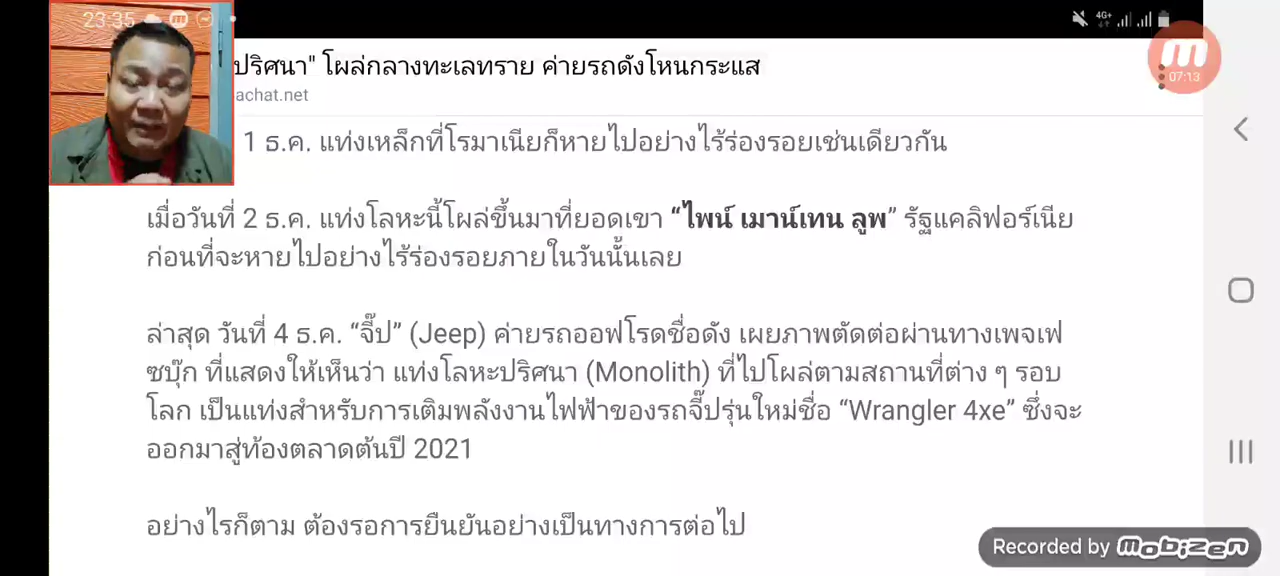 23:35
4G+
ปริศนา" โผล่กลางทะเลทราย ค่ายรถดังโหนกระแส
achat.net
07:13
1 ธ.ค. แท่งเหล็กที่โรมาเนียก็หายไปอย่างไร้ร่องรอยเช่นเดียวกัน
เมื่อวันที่ 2 ธ.ค. แท่งโลหะนี้โผล่ขึ้นมาที่ยอดเขา “ไพน์ เมาน์เทน ลูพ” รัฐแคลิฟอร์เนีย
ก่อนที่จะหายไปอย่างไร้ร่องรอยภายในวันนั้นเลย
ล่าสุด วันที่ 4 ธ.ค. “จี๊ป” (Jeep) ค่ายรถออฟโรดชื่อดัง เผยภาพตัดต่อผ่านทางเพจเฟ
ซบุ๊ก ที่แสดงให้เห็นว่า แท่งโลหะปริศนา (Monolith) ที่ไปโผล่ตามสถานที่ต่าง ๆ รอบ
โลก เป็นแท่งสำหรับการเติมพลังงานไฟฟ้าของรถจี๊ปรุ่นใหม่ชื่อ “Wrangler 4xe” ซึ่งจะ
ออกมาสู่ท้องตลาดต้นปี 2021
อย่างไรก็ตาม ต้องรอการยืนยันอย่างเป็นทางการต่อไป
Recorded by mobizen